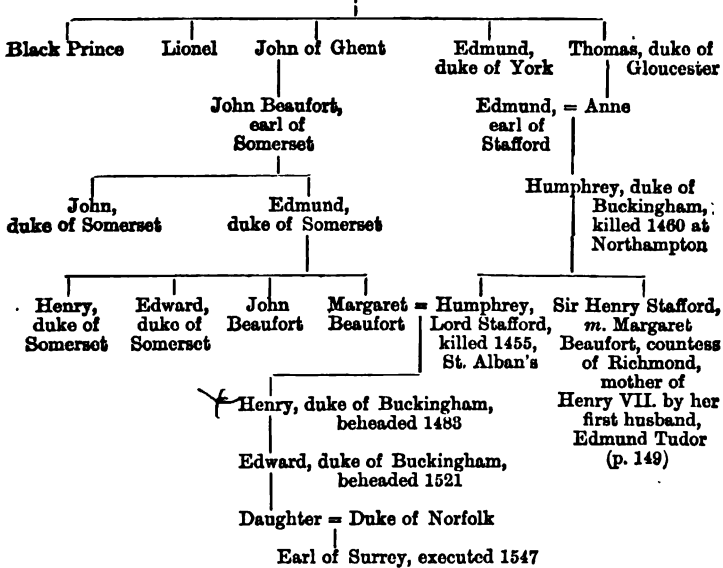 Black Prince
Lionel
John of Ghent
Edmund,
duke of York
Thomas, duke of
Gloucester
John Beaufort,
earl of
Somerset
Edmund, = Anne
earl of
Stafford
John,
duke of Somerset
Edmund,
duke of Somerset
Humphrey, duke of
Buckingham,
killed 1460 at
Northampton
Henry,
duke of
Somerset
Edward,
duke of
Somerset
John
Beaufort
Margaret = Humphrey,
Beaufort
Lord Stafford,
killed 1455,
St. Alban's
Sir Henry Stafford,
m. Margaret
Beaufort, countess
of Richmond,
mother of
Henry VII. by her
first husband,
Edmund Tudor
(p. 149)
Henry, duke of Buckingham,
beheaded 1483
Edward, duke of Buckingham,
beheaded 1521
Daughter = Duke of Norfolk
Earl of Surrey, executed 1547